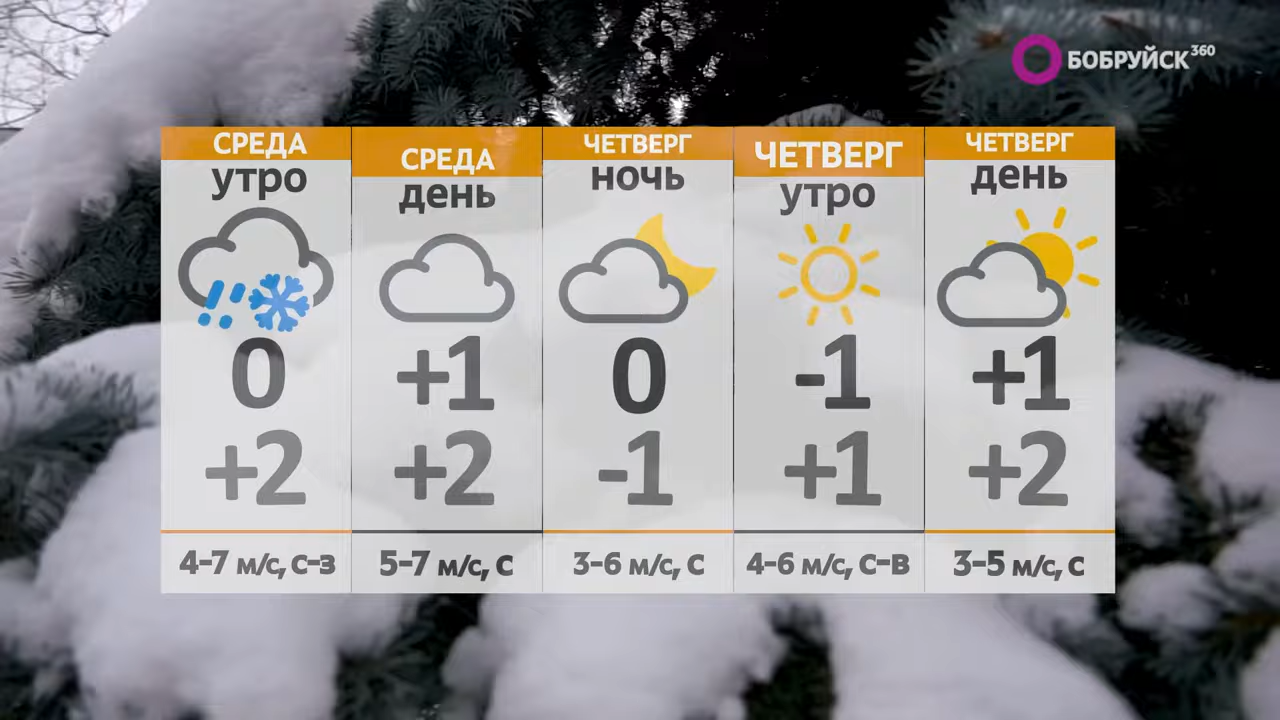 БОБРУЙСК360
СРЕДА
утро
0
+2
4-7 м/с, с-з
СРЕДА
день
+1
+2
5-7 м/с, с
ЧЕТВЕРГ
ночь
0
-1
3-6 м/с, с
ЧЕТВЕРГ
утро
-1
+1
4-6 м/с, с-в
ЧЕТВЕРГ
день
+1
+2
3-5 м/с, с